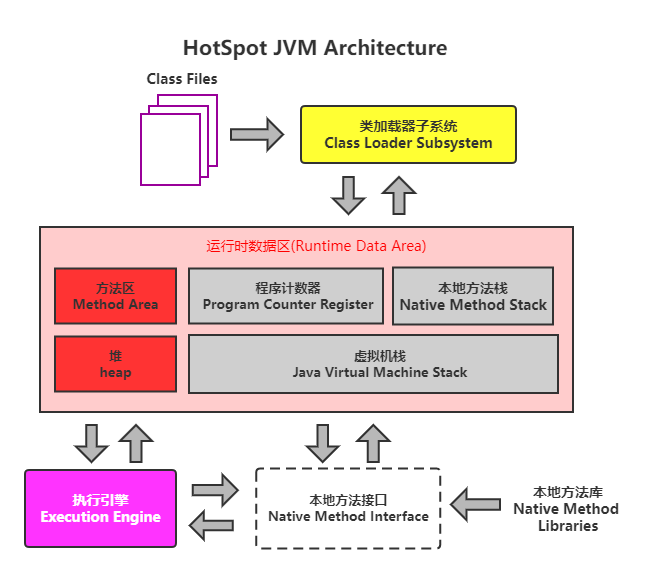 HotSpot JVM Architecture
Class Files
类加载器子系统
Class Loader Subsystem
运行时数据区(Runtime Data Area)
方法区
Method Area
程序计数器
Program Counter Register
本地方法栈
Native Method Stack
堆
heap
虚拟机栈
Java Virtual Machine Stack
执行引擎
Execution Engine
本地方法接口
Native Method Interface
本地方法库
Native Method
Libraries